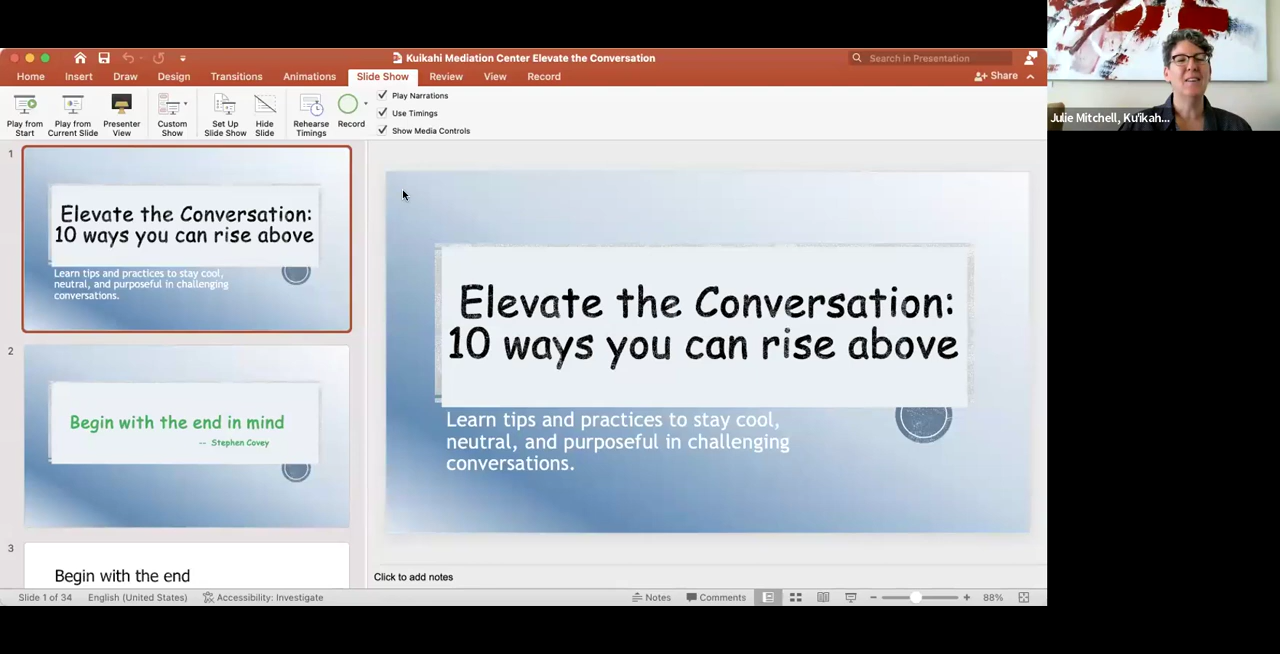 Kuikahi Mediation Center Elevate the Conversation
Search in Presentation
Home Insert Draw Design Transitions Animations Slide Show Review View Record
Share
Play from Start
Play from Current Slide
Presenter View
Custom Show
Set Up Slide Show
Hide Slide
Rehearse Timings
Record
Play Narrations
Use Timings
Show Media Controls
Julie Mitchell, Ku'ikah...
1
Elevate the Conversation:
10 ways you can rise above
Learn tips and practices to stay cool,
neutral, and purposeful in challenging
conversations.
2
Begin with the end in mind
-- Stephen Covey
3
Begin with the end
Elevate the Conversation:
10 ways you can rise above
Learn tips and practices to stay cool,
neutral, and purposeful in challenging
conversations.
Click to add notes
Slide 1 of 34 English (United States) Accessibility: Investigate Notes Comments 88%